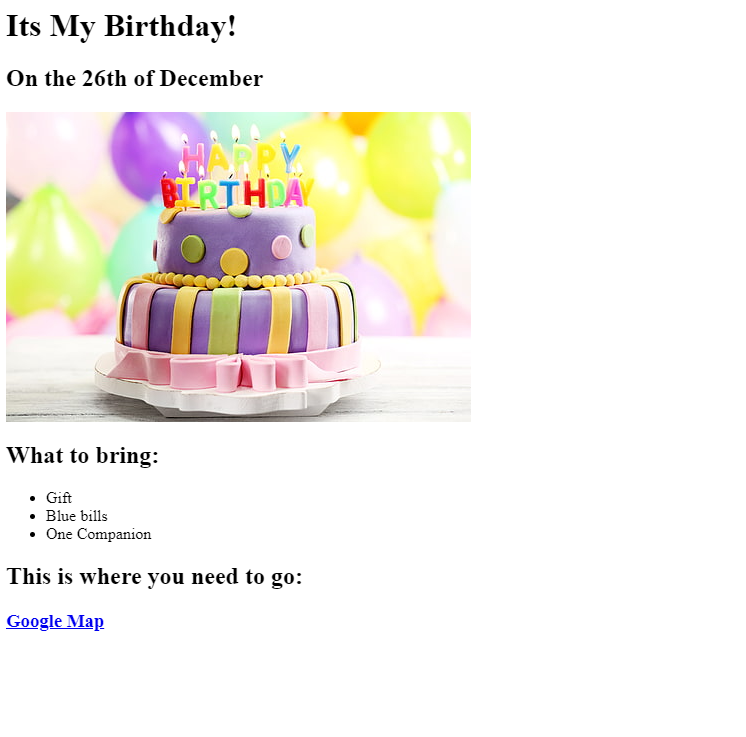 Its My Birthday!
On the 26th of December
HAPPY
BIRTHDAY
What to bring:
Gift
Blue bills
One Companion
This is where you need to go:
Google Map